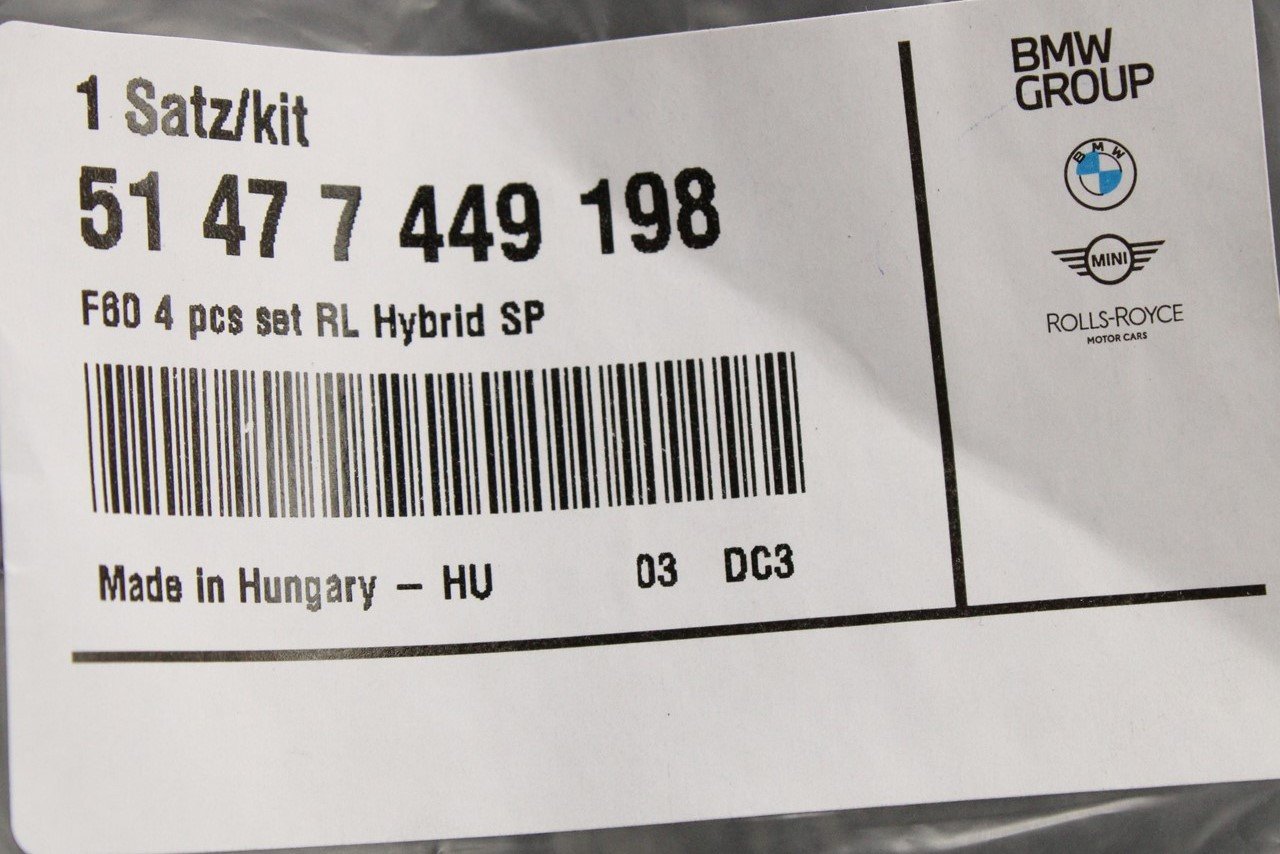 1 Satz/kit
51 47 7 449 198
F60 4 pcs set RL Hybrid SP
Made in Hungary – HU 03 DC3
BMW
GROUP
BMW
MINI
ROLLS-ROYCE
MOTOR CARS